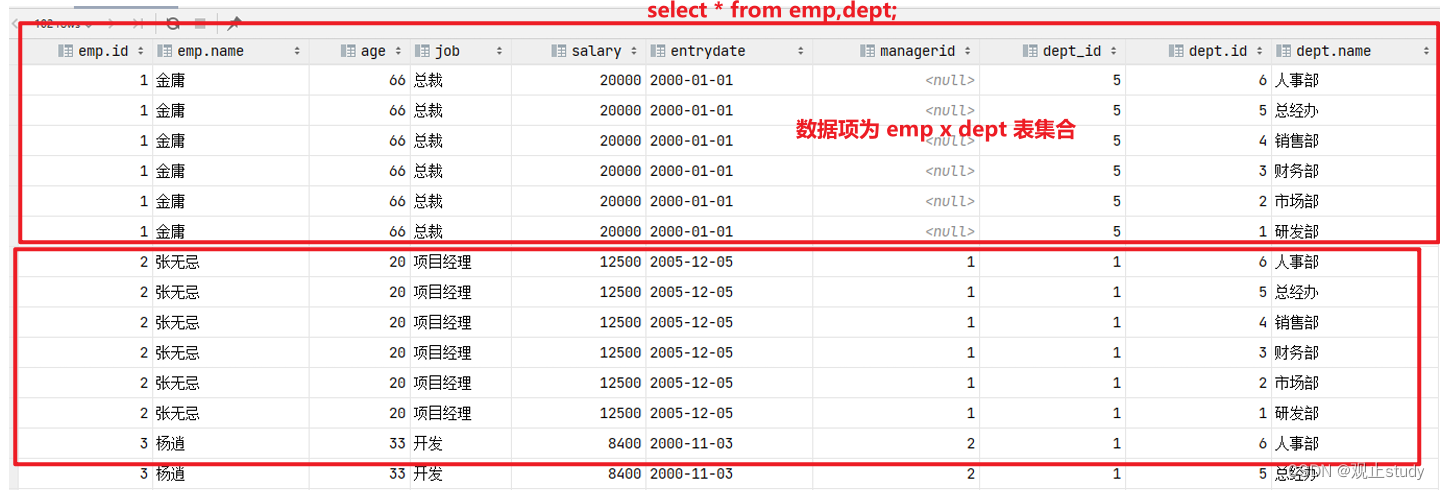 select * from emp,dept;
102 rows
emp.id emp.name age job salary entrydate managerid dept_id dept.id dept.name
1 金庸 66 总裁 20000 2000-01-01 <null> 5 6 人事部
1 金庸 66 总裁 20000 2000-01-01 <null> 5 5 总经办
数据项为 emp x dept 表集合
1 金庸 66 总裁 20000 2000-01-01 <null> 5 4 销售部
1 金庸 66 总裁 20000 2000-01-01 <null> 5 3 财务部
1 金庸 66 总裁 20000 2000-01-01 <null> 5 2 市场部
1 金庸 66 总裁 20000 2000-01-01 <null> 5 1 研发部
2 张无忌 20 项目经理 12500 2005-12-05 1 1 6 人事部
2 张无忌 20 项目经理 12500 2005-12-05 1 1 5 总经办
2 张无忌 20 项目经理 12500 2005-12-05 1 1 4 销售部
2 张无忌 20 项目经理 12500 2005-12-05 1 1 3 财务部
2 张无忌 20 项目经理 12500 2005-12-05 1 1 2 市场部
2 张无忌 20 项目经理 12500 2005-12-05 1 1 1 研发部
3 杨逍 33 开发 8400 2000-11-03 2 1 6 人事部
3 杨逍 33 开发 8400 2000-11-03 2 1 5 总经办
CSDN @观止study